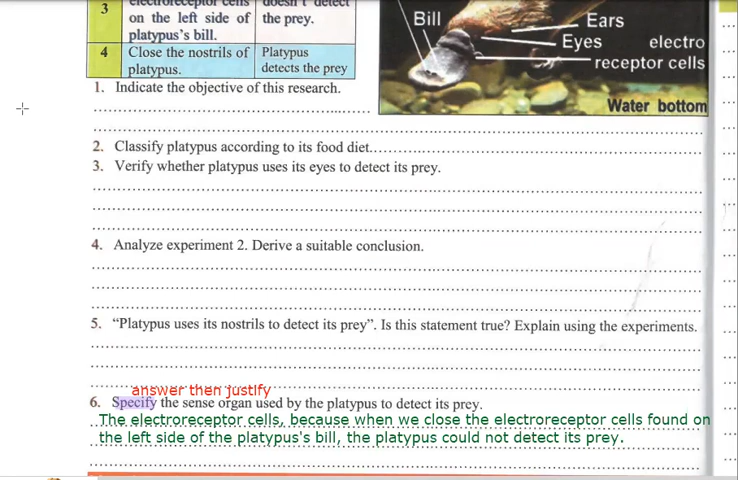 electroreceptor cells doesn't detect
3 on the left side of the prey.
platypus's bill.
4 Close the nostrils of Platypus
platypus. detects the prey
Bill
Ears
Eyes electro
receptor cells
Water bottom
1. Indicate the objective of this research.
2. Classify platypus according to its food diet.
3. Verify whether platypus uses its eyes to detect its prey.
4. Analyze experiment 2. Derive a suitable conclusion.
5. “Platypus uses its nostrils to detect its prey”. Is this statement true? Explain using the experiments.
answer then justify
6. Specify the sense organ used by the platypus to detect its prey.
The electroreceptor cells, because when we close the electroreceptor cells found on
the left side of the platypus's bill, the platypus could not detect its prey.